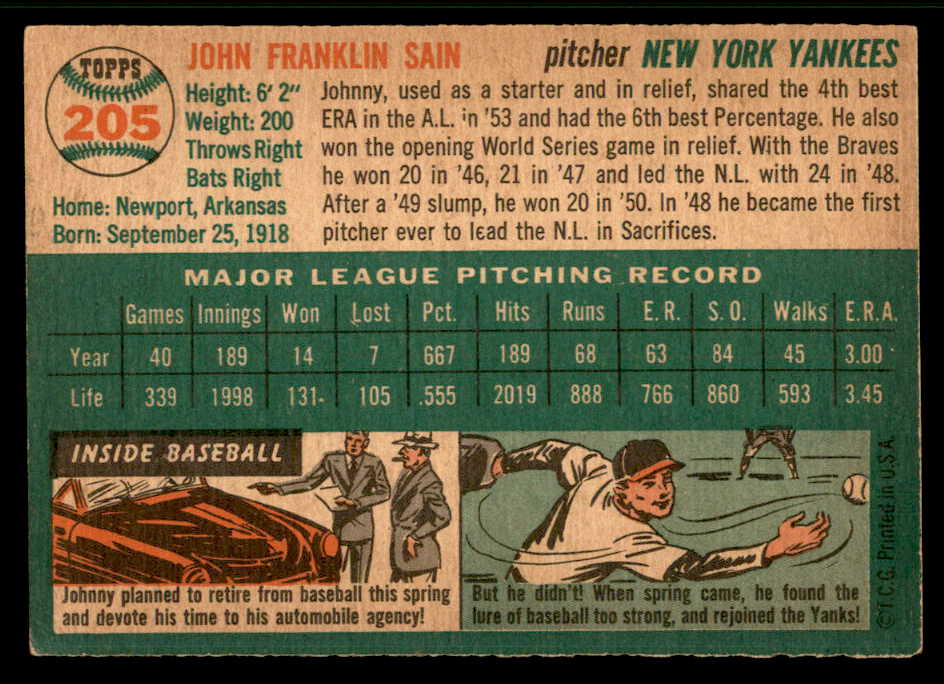 TOPPS
205
JOHN FRANKLIN SAIN
pitcher NEW YORK YANKEES
Height: 6' 2"
Weight: 200
Throws Right
Bats Right
Home: Newport, Arkansas
Born: September 25, 1918
Johnny, used as a starter and in relief, shared the 4th best
ERA in the A.L. in '53 and had the 6th best Percentage. He also
won the opening World Series game in relief. With the Braves
he won 20 in '46, 21 in '47 and led the N.L. with 24 in '48.
After a '49 slump, he won 20 in '50. In '48 he became the first
pitcher ever to lead the N.L. in Sacrifices.
MAJOR LEAGUE PITCHING RECORD
Games Innings Won Lost Pct. Hits Runs E.R. S.O. Walks E.R.A.
Year 40 189 14 7 667 189 68 63 84 45 3.00
Life 339 1998 131 105 .555 2019 888 766 860 593 3.45
INSIDE BASEBALL
Johnny planned to retire from baseball this spring
and devote his time to his automobile agency!
But he didn't! When spring came, he found the
lure of baseball too strong, and rejoined the Yanks!
©T.C.G. Printed in U.S.A.